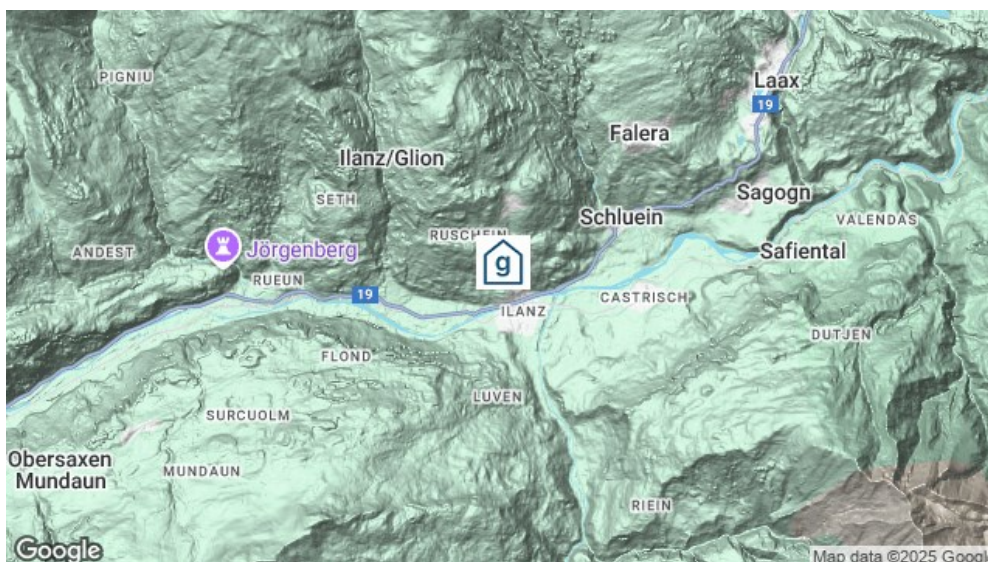 PIGNIU
Laax
19
Falera
Ilanz/Glion
Sagogn
SETH
Schluein
VALENDAS
RUSCHEIN
ANDEST
Jörgenberg
Safiental
g
RUEUN
19
CASTRISCH
ILANZ
DUTJEN
FLOND
LUVEN
SURCUOLM
Obersaxen
Mundaun
MUNDAUN
RIEIN
Google
Map data ©2025 Google